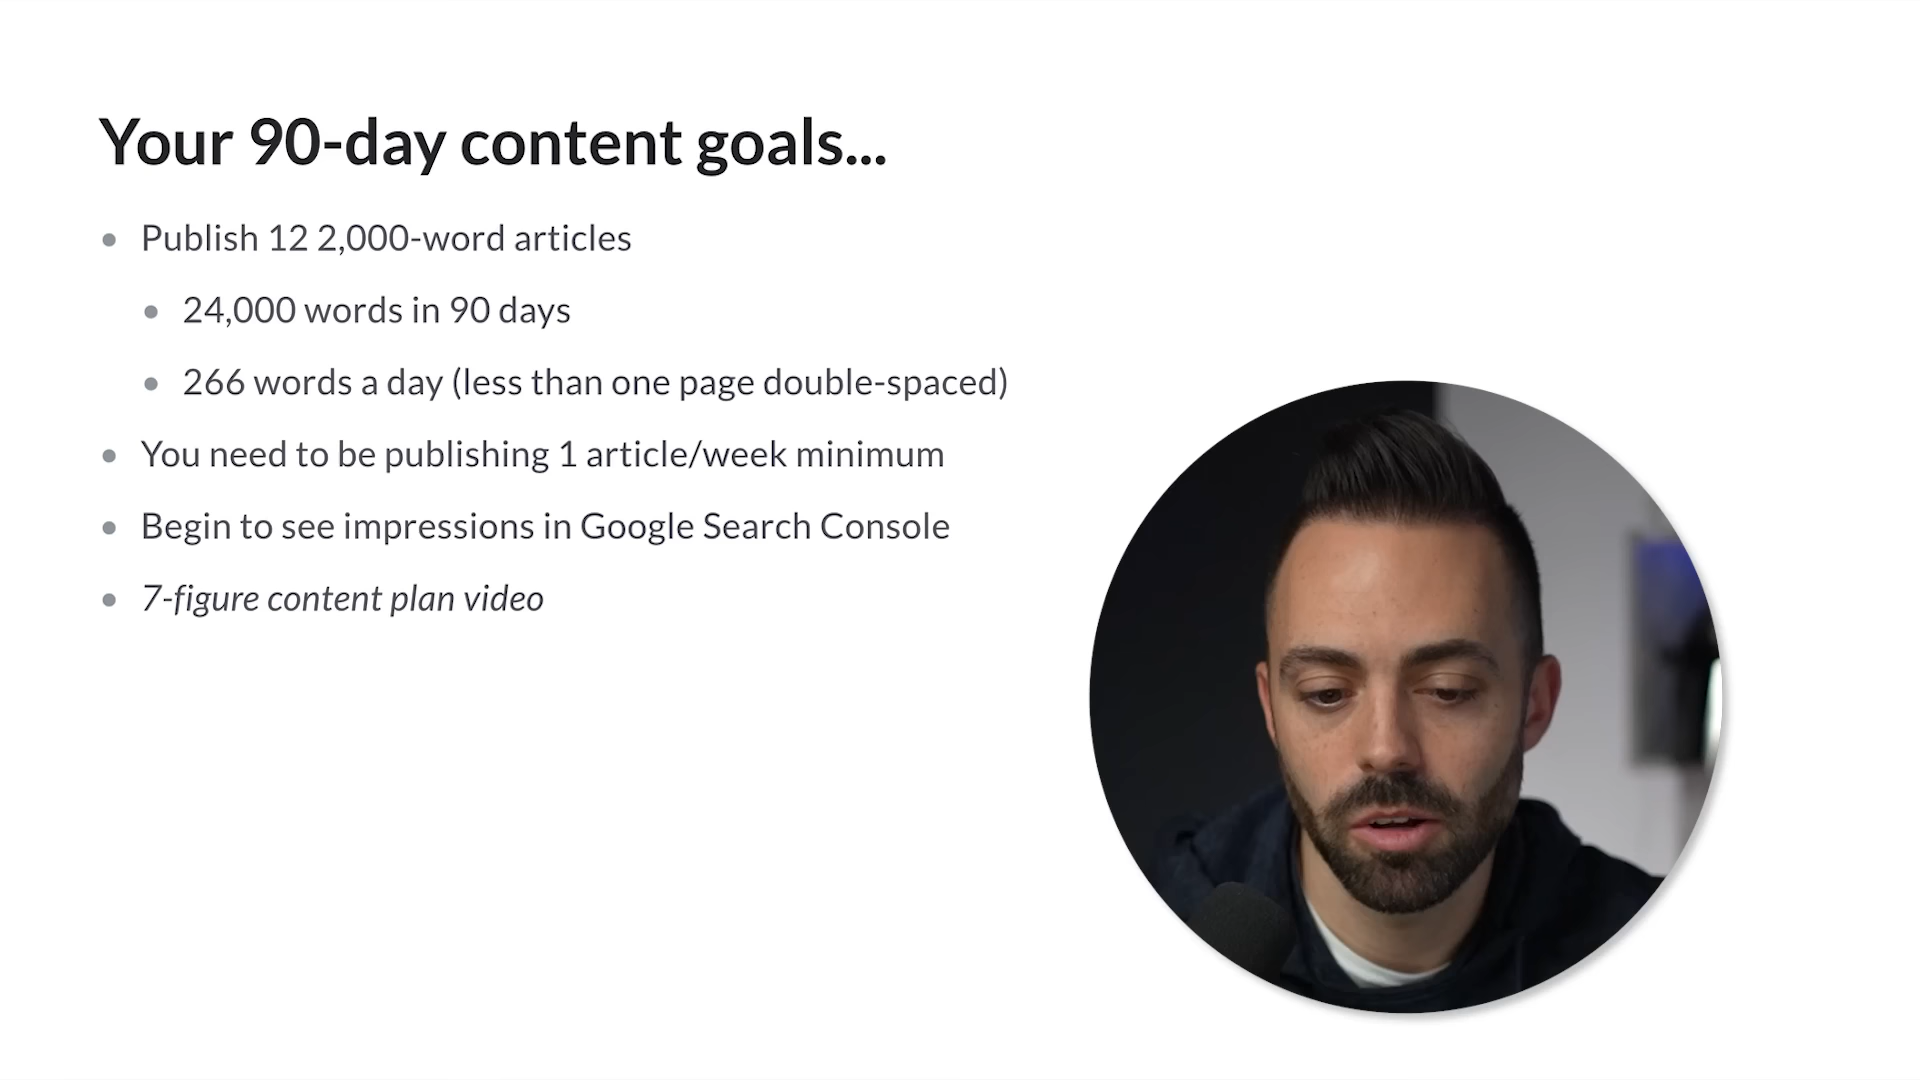 Your 90-day content goals...
Publish 12 2,000-word articles
24,000 words in 90 days
266 words a day (less than one page double-spaced)
You need to be publishing 1 article/week minimum
Begin to see impressions in Google Search Console
7-figure content plan video